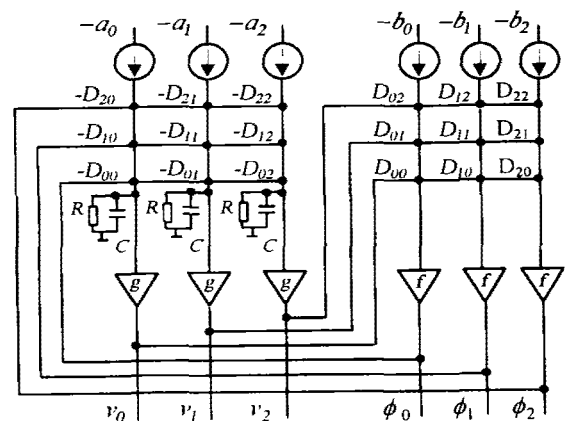 -a₀ -a₁ -a₂ -b₀ -b₁ -b₂
-D₂₀ -D₂₁ -D₂₂ D₀₂ D₁₂ D₂₂
-D₁₀ -D₁₁ -D₁₂ D₀₁ D₁₁ D₂₁
-D₀₀ -D₀₁ -D₀₂ D₀₀ D₁₀ D₂₀
R R R
C C C
g g g f f f
v₀ v₁ v₂ ϕ₀ ϕ₁ ϕ₂